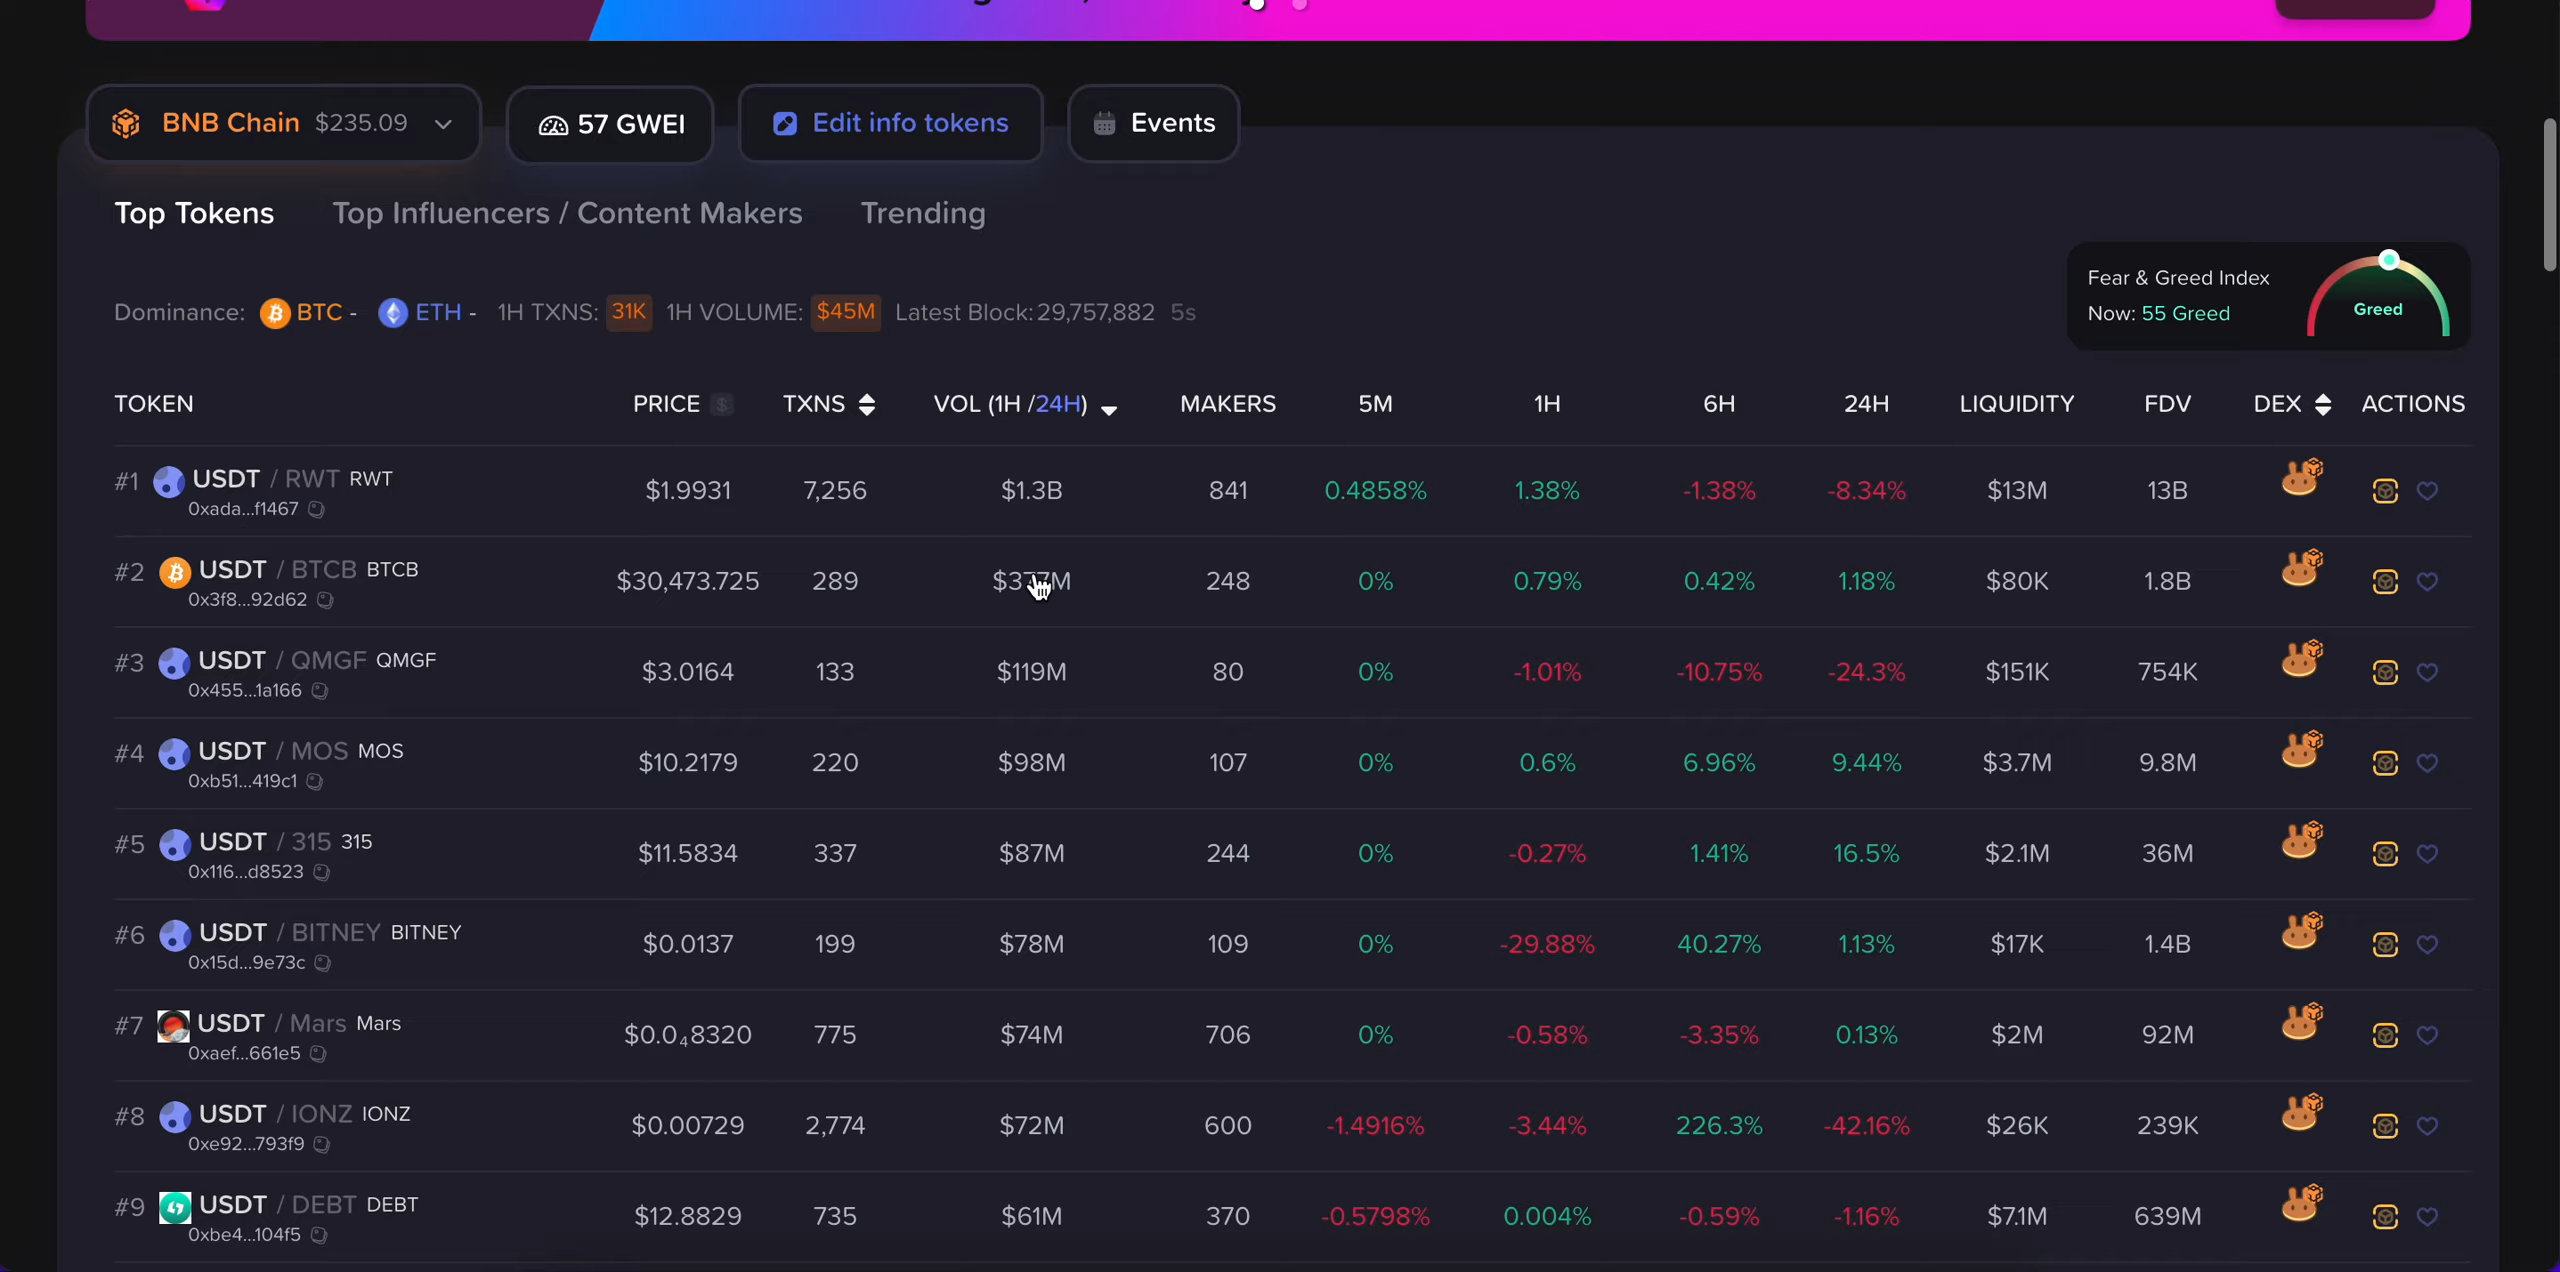 BNB Chain $235.09
57 GWEI
Edit info tokens
Events
Top Tokens Top Influencers / Content Makers Trending
Fear & Greed Index
Now: 55 Greed
Greed
Dominance: BTC - ETH - 1H TXNS: 31K 1H VOLUME: $45M Latest Block: 29,757,882 5s
TOKEN PRICE $ TXNS VOL (1H /24H) MAKERS 5M 1H 6H 24H LIQUIDITY FDV DEX ACTIONS
#1 USDT / RWT RWT $1.9931 7,256 $1.3B 841 0.4858% 1.38% -1.38% -8.34% $13M 13B
0xada...f1467
#2 USDT / BTCB BTCB $30,473.725 289 248 0% 0.79% 0.42% 1.18% $80K 1.8B
0x3f8...92d62
#3 USDT / QMGF QMGF $3.0164 133 $119M 80 0% -1.01% -10.75% -24.3% $151K 754K
0x455...1a166
#4 USDT / MOS MOS $10.2179 220 $98M 107 0% 0.6% 6.96% 9.44% $3.7M 9.8M
0xb51...419c1
#5 USDT / 315 315 $11.5834 337 $87M 244 0% -0.27% 1.41% 16.5% $2.1M 36M
0x116...d8523
#6 USDT / BITNEY BITNEY $0.0137 199 $78M 109 0% -29.88% 40.27% 1.13% $17K 1.4B
0x15d...9e73c
#7 USDT / Mars Mars $0.0₄8320 775 $74M 706 0% -0.58% -3.35% 0.13% $2M 92M
0xaef...661e5
#8 USDT / IONZ IONZ $0.00729 2,774 $72M 600 -1.4916% -3.44% 226.3% -42.16% $26K 239K
0xe92...793f9
#9 USDT / DEBT DEBT $12.8829 735 $61M 370 -0.5798% 0.004% -0.59% -1.16% $7.1M 639M
0xbe4...104f5